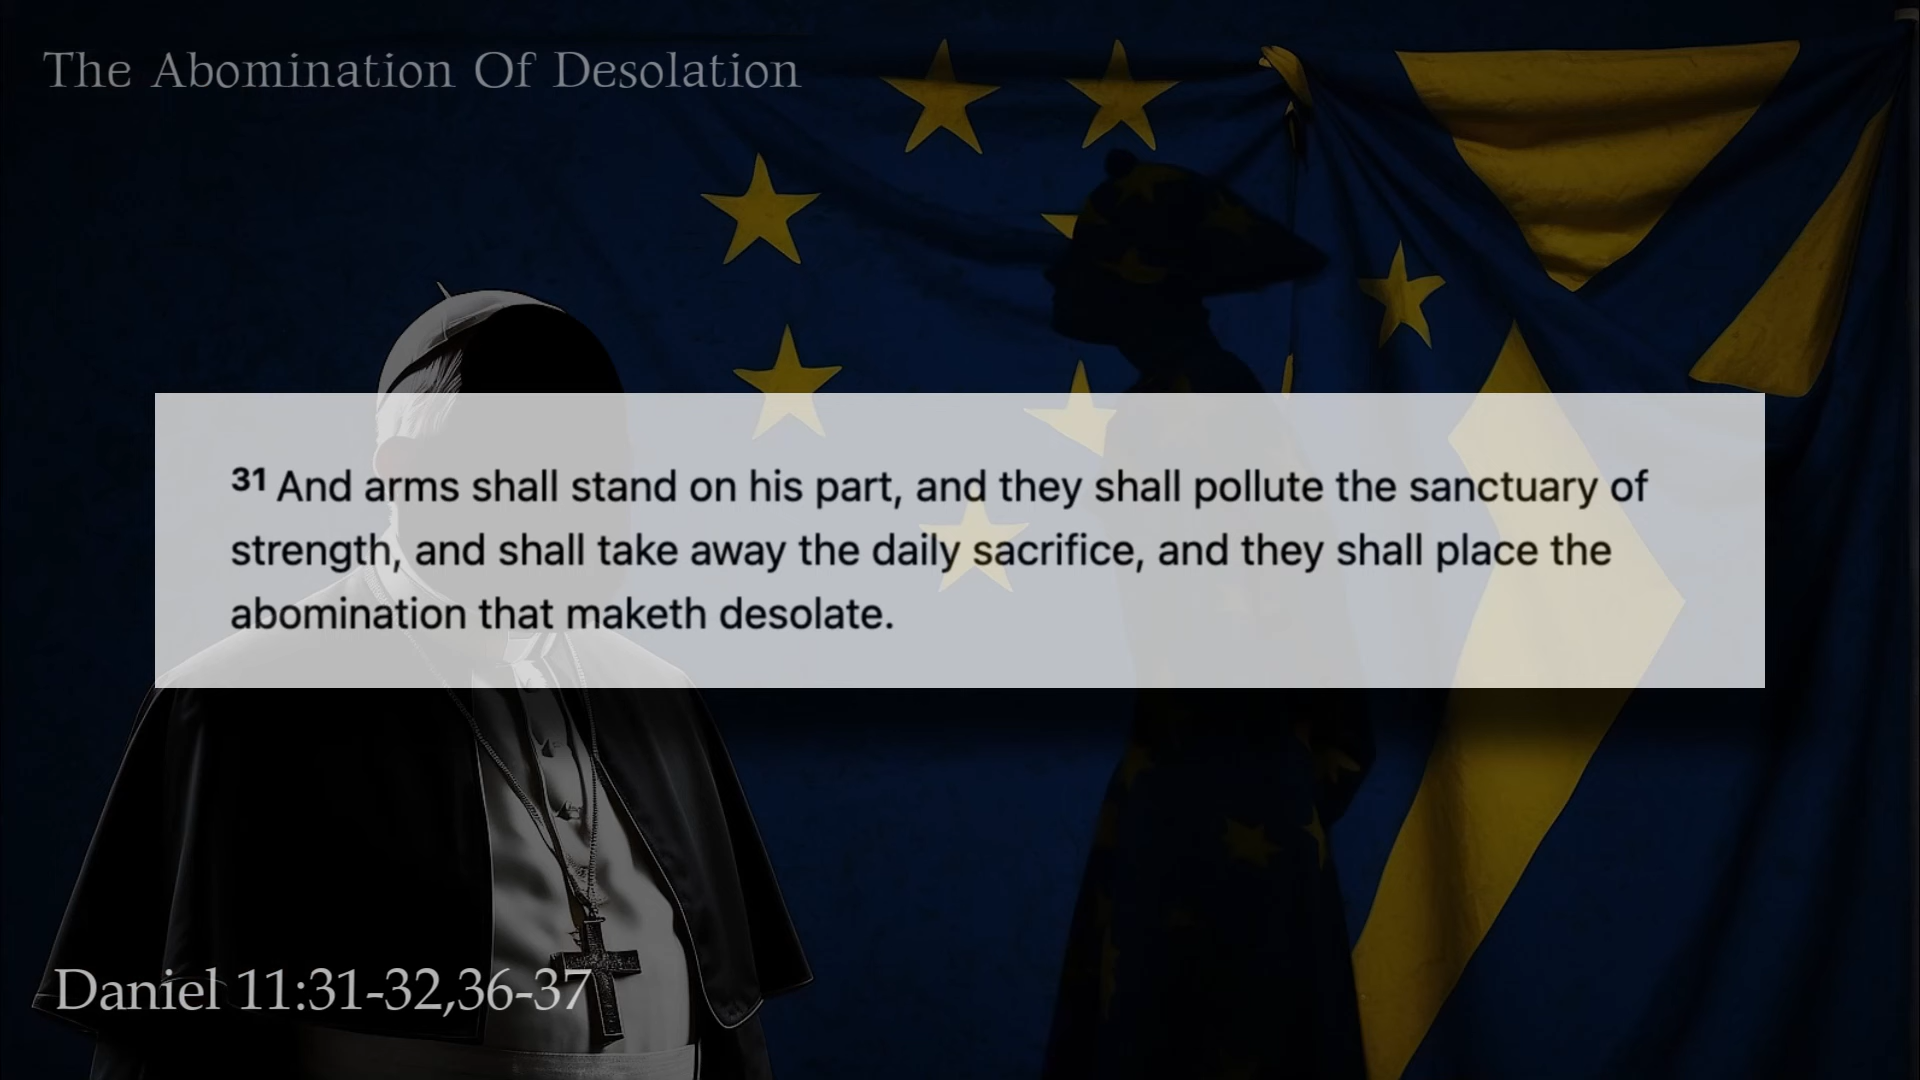 The Abomination Of Desolation
31 And arms shall stand on his part, and they shall pollute the sanctuary of
strength, and shall take away the daily sacrifice, and they shall place the
abomination that maketh desolate.
Daniel 11:31-32,36-37